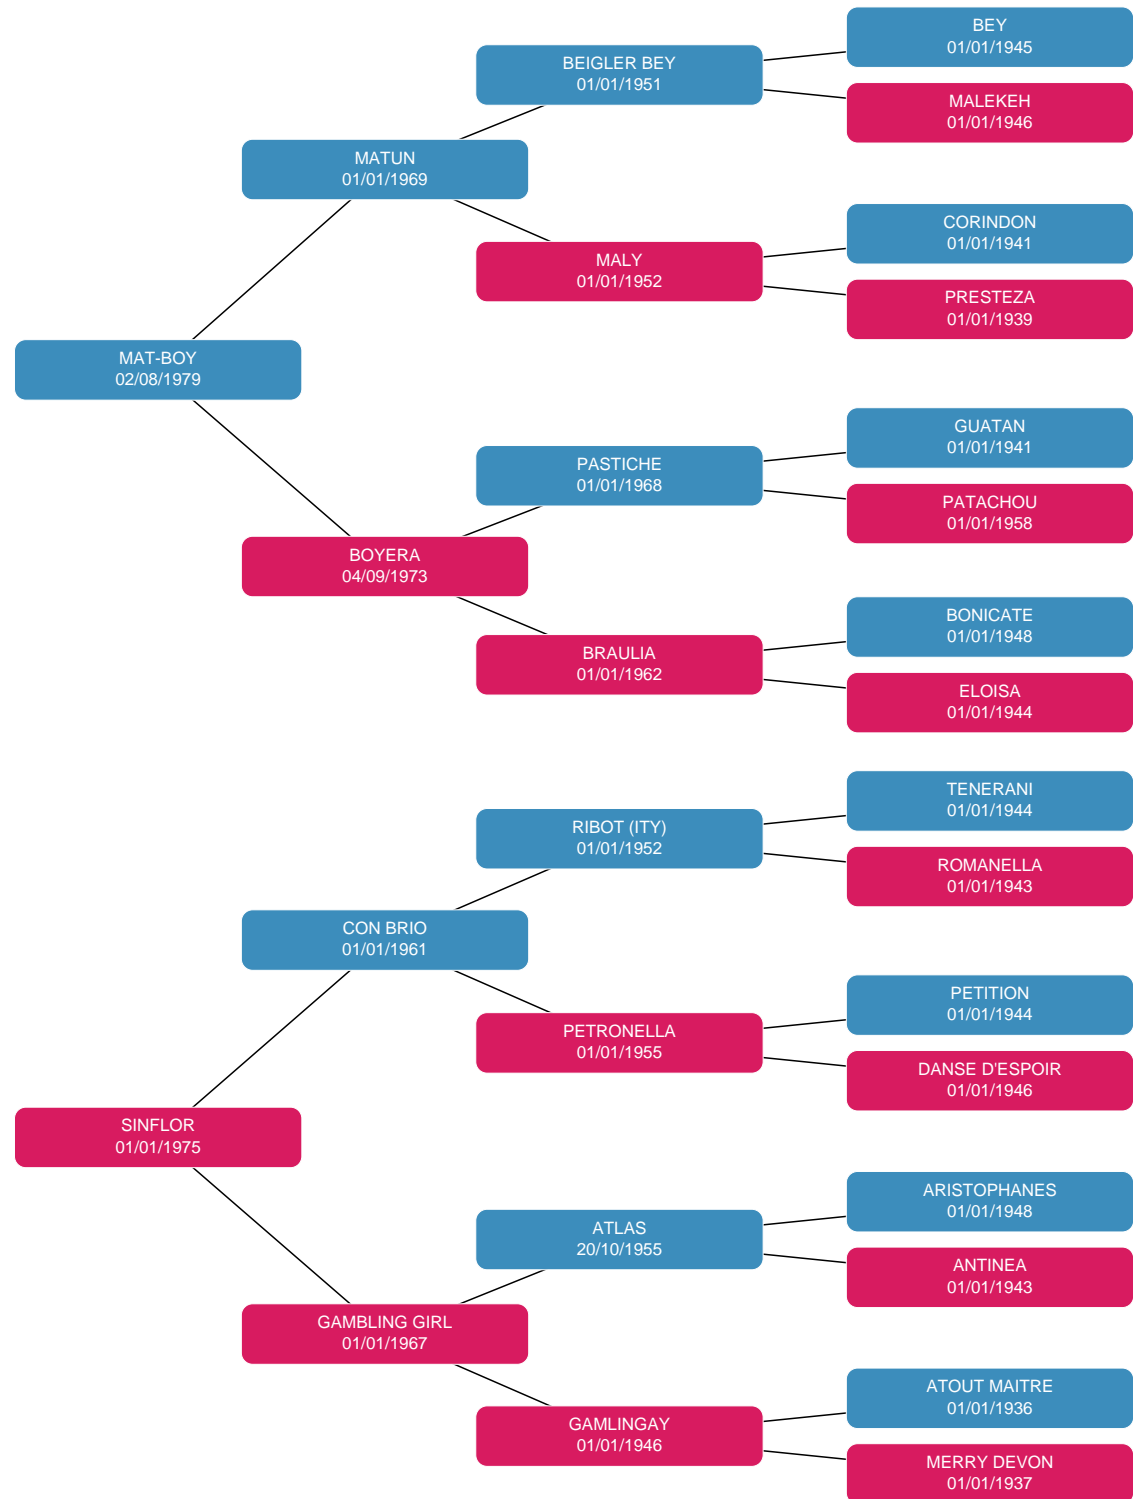 BEY
01/01/1945
BEIGLER BEY
01/01/1951
MALEKEH
01/01/1946
MATUN
01/01/1969
CORINDON
01/01/1941
MALY
01/01/1952
PRESTEZA
01/01/1939
MAT-BOY
02/08/1979
GUATAN
01/01/1941
PASTICHE
01/01/1968
PATACHOU
01/01/1958
BOYERA
04/09/1973
BONICATE
01/01/1948
BRAULIA
01/01/1962
ELOISA
01/01/1944
TENERANI
01/01/1944
RIBOT (ITY)
01/01/1952
ROMANELLA
01/01/1943
CON BRIO
01/01/1961
PETITION
01/01/1944
PETRONELLA
01/01/1955
DANSE D'ESPOIR
01/01/1946
SINFLOR
01/01/1975
ARISTOPHANES
01/01/1948
ATLAS
20/10/1955
ANTINEA
01/01/1943
GAMBLING GIRL
01/01/1967
ATOUT MAITRE
01/01/1936
GAMLINGAY
01/01/1946
MERRY DEVON
01/01/1937